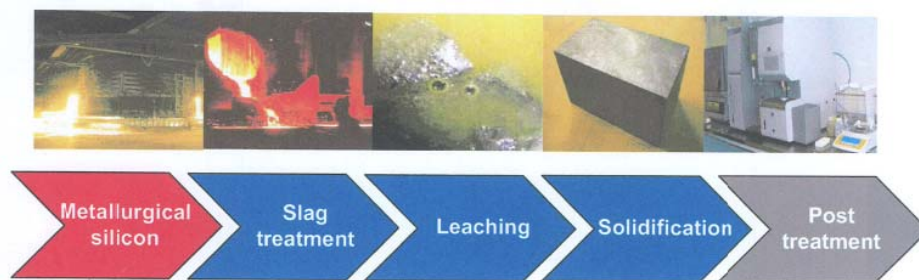 Metallurgical
silicon
Slag
treatment
Leaching
Solidification
Post
treatment